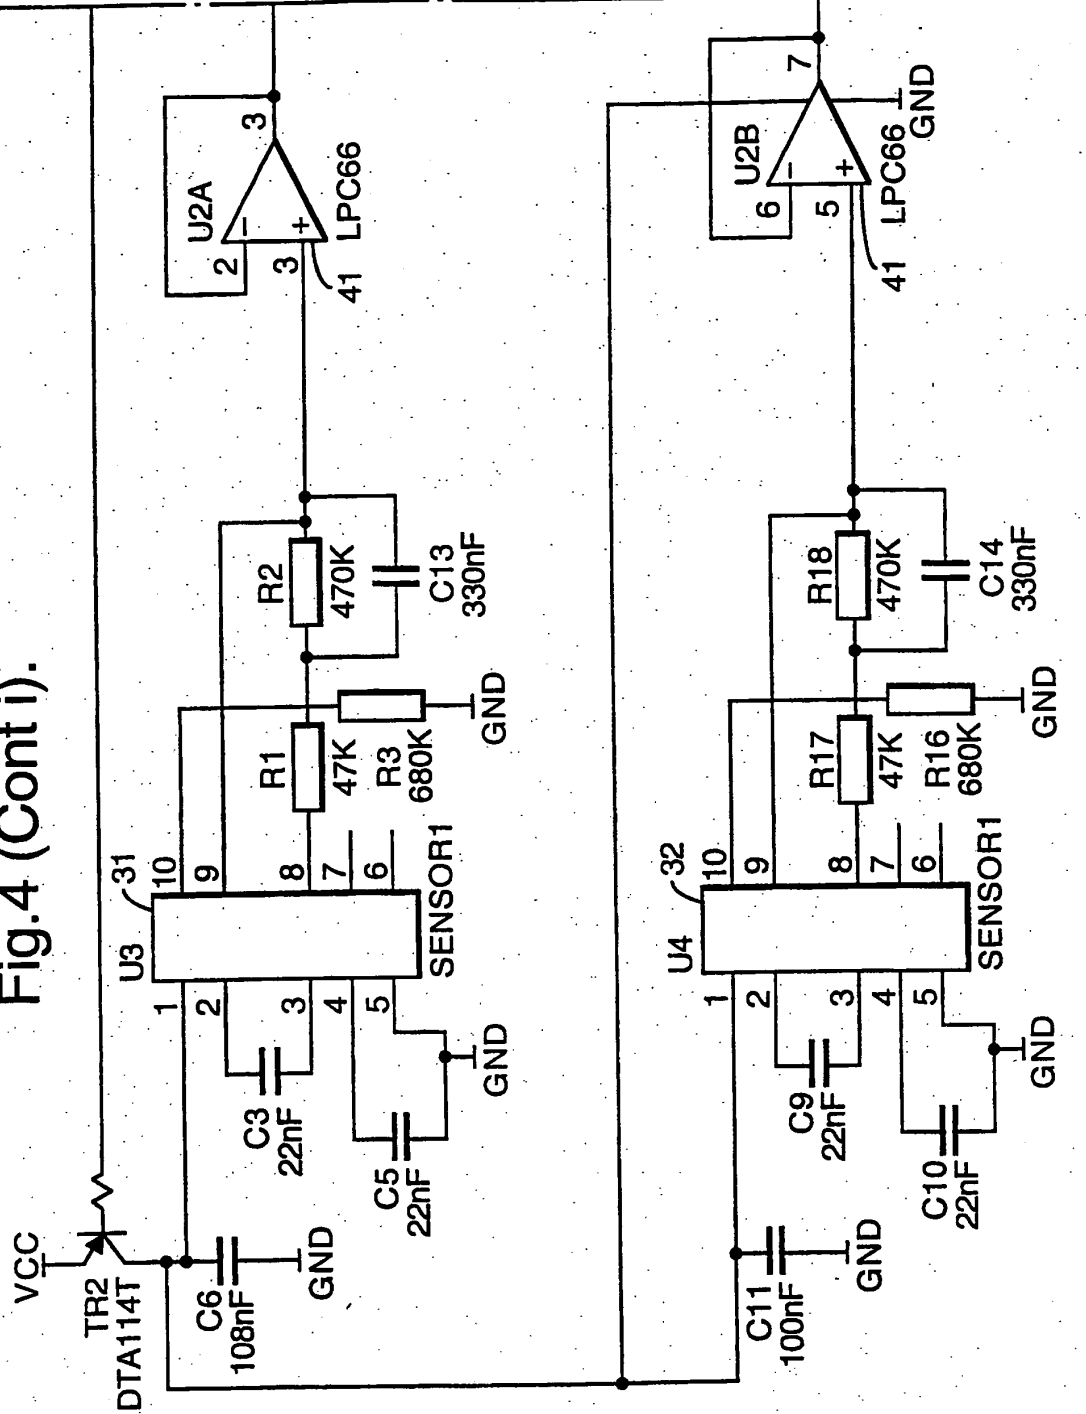 Fig.4 (Cont i).
VCC
TR2
DTA114T
C6
108nF
GND
U3
31
1
2
3
4
5
10
9
8
7
6
SENSOR1
C3
22nF
C5
22nF
GND
R1
47K
R3
680K
GND
R2
470K
C13
330nF
U2A
2
3
3
-
+
41
LPC66
C11
100nF
GND
U4
32
1
2
3
4
5
10
9
8
7
6
SENSOR1
C9
22nF
C10
22nF
GND
R17
47K
R16
680K
GND
R18
470K
C14
330nF
U2B
6
5
7
-
+
41
LPC66
GND